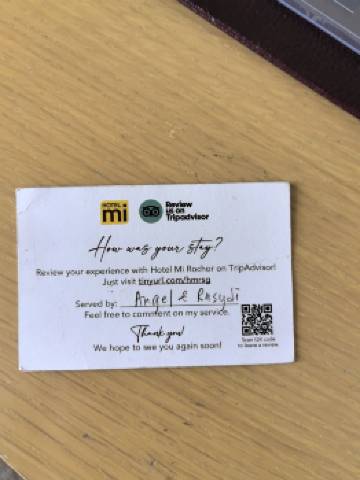 HOTEL
mi
Review
us on
Tripadvisor
How was your stay?
Review your experience with Hotel Mi Rochor on TripAdvisor!
Just visit tinyurl.com/hmrsg
Served by: Angel & Rusydi
Feel free to comment on my service.
Thank you!
We hope to see you again soon!
Scan QR code
to leave a review.